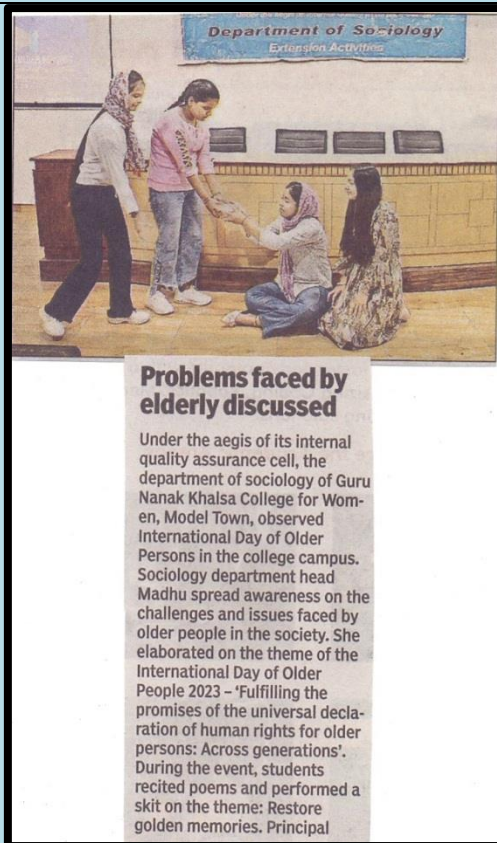 Department of Sociology
Extension Activities
Problems faced by
elderly discussed
Under the aegis of its internal
quality assurance cell, the
department of sociology of Guru
Nanak Khalsa College for Wom-
en, Model Town, observed
International Day of Older
Persons in the college campus.
Sociology department head
Madhu spread awareness on the
challenges and issues faced by
older people in the society. She
elaborated on the theme of the
International Day of Older
People 2023 – ‘Fulfilling the
promises of the universal decla-
ration of human rights for older
persons: Across generations’.
During the event, students
recited poems and performed a
skit on the theme: Restore
golden memories. Principal